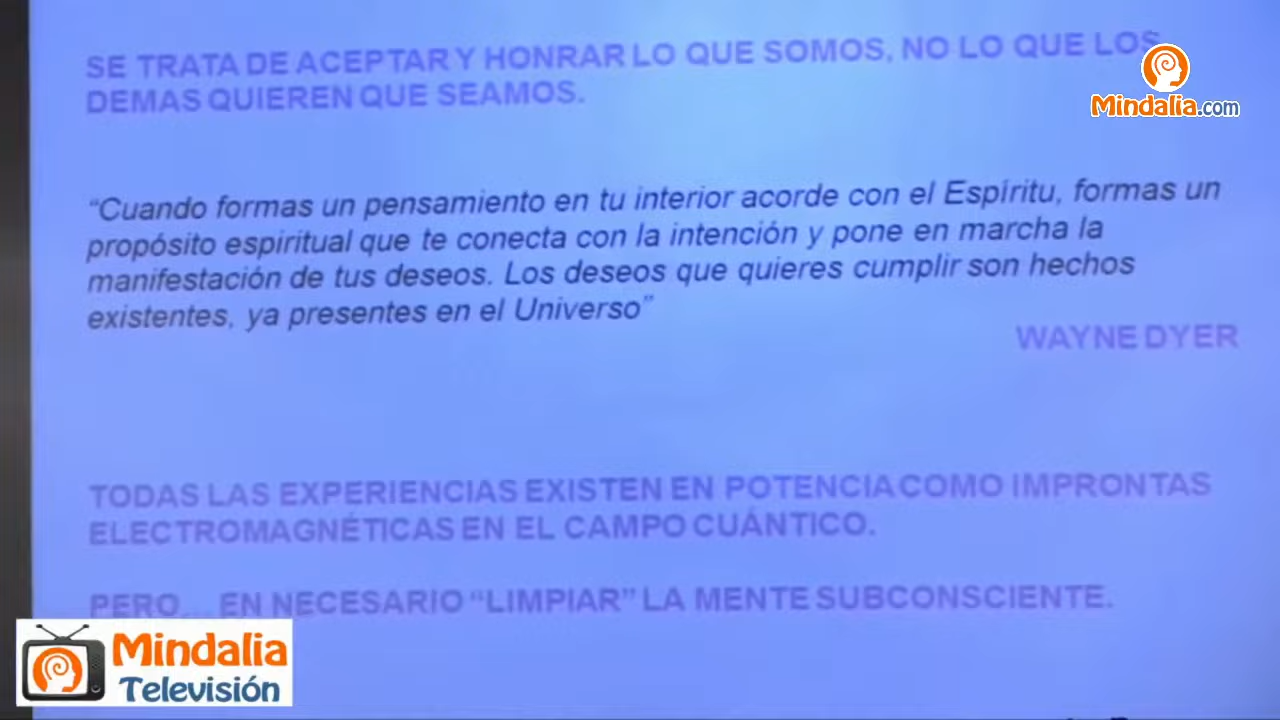 SE TRATA DE ACEPTAR Y HONRAR LO QUE SOMOS, NO LO QUE LOS
DEMAS QUIEREN QUE SEAMOS.
Mindalia.com
“Cuando formas un pensamiento en tu interior acorde con el Espíritu, formas un
propósito espiritual que te conecta con la intención y pone en marcha la
manifestación de tus deseos. Los deseos que quieres cumplir son hechos
existentes, ya presentes en el Universo”
WAYNE DYER
TODAS LAS EXPERIENCIAS EXISTEN EN POTENCIA COMO IMPRONTAS
ELECTROMAGNÉTICAS EN EL CAMPO CUÁNTICO.
PERO... EN NECESARIO “LIMPIAR” LA MENTE SUBCONSCIENTE.
Mindalia
Televisión